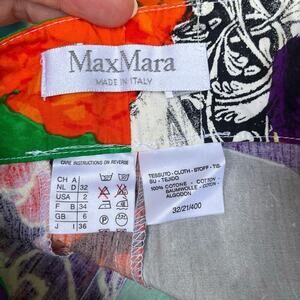 MaxMara
MADE IN ITALY
CARE INSTRUCTIONS ON REVERSE
CH A
NL D 32
USA 2
F B 34
GB 6
J I 36
TESSUTO - CLOTH - STOFF - TIS-
SU - TEJIDO
100% COTONE - COTTON
BAUMWOLLE - COTON
ALGODON
32/21/400